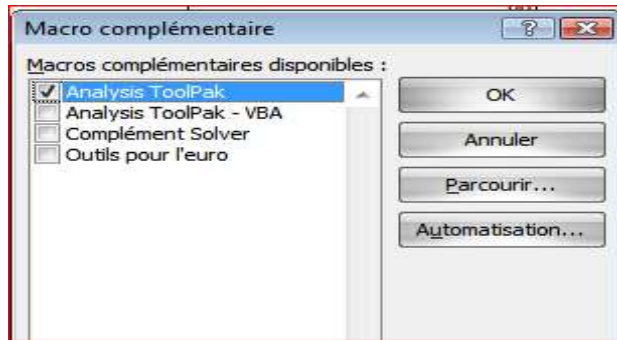 Macro complémentaire
Macros complémentaires disponibles :
Analysis ToolPak
Analysis ToolPak - VBA
Complément Solver
Outils pour l'euro
OK
Annuler
Parcourir...
Automatisation...